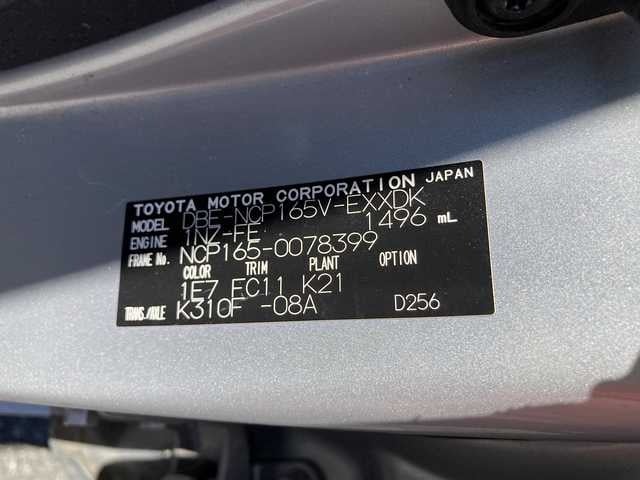 TOYOTA MOTOR CORPORATION JAPAN
MODEL DBE-NCP165V-EXXDK
ENGINE 1NZ-FE 1496 mL
FRAME No. NCP165-0078399
COLOR TRIM PLANT OPTION
1E7 FC11 K21
TRANS./AXLE K310F -08A D256